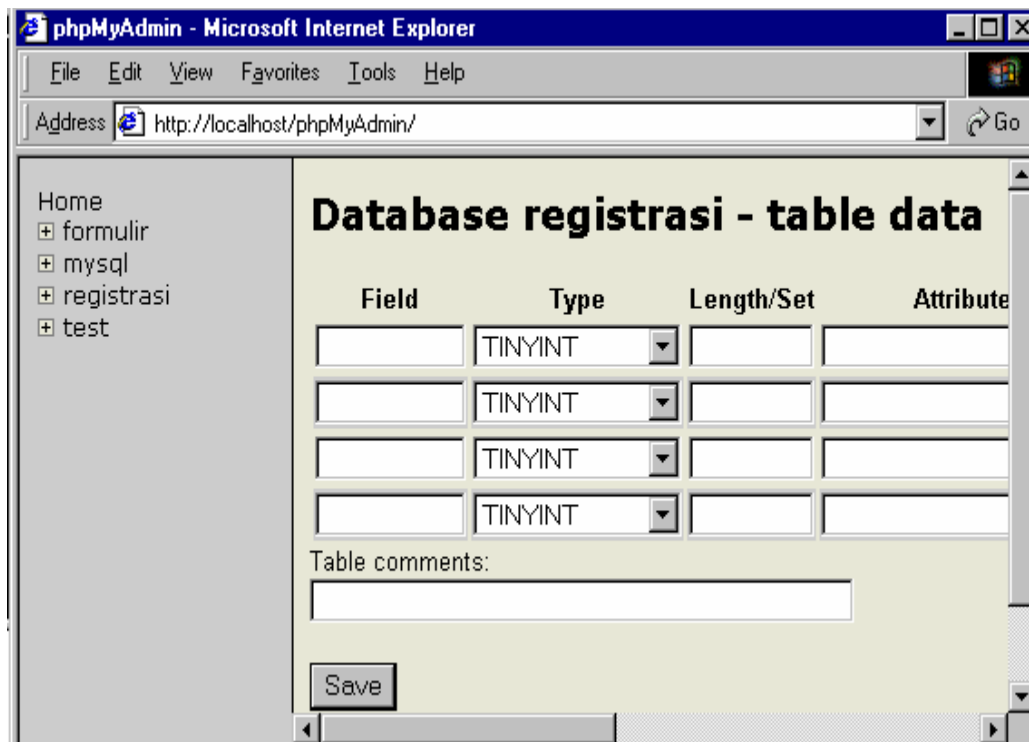 phpMyAdmin - Microsoft Internet Explorer
File Edit View Favorites Tools Help
Address http://localhost/phpMyAdmin/ Go
Home
formulir
mysql
registrasi
test
Database registrasi - table data
Field Type Length/Set Attribute
TINYINT
TINYINT
TINYINT
TINYINT
Table comments:
Save